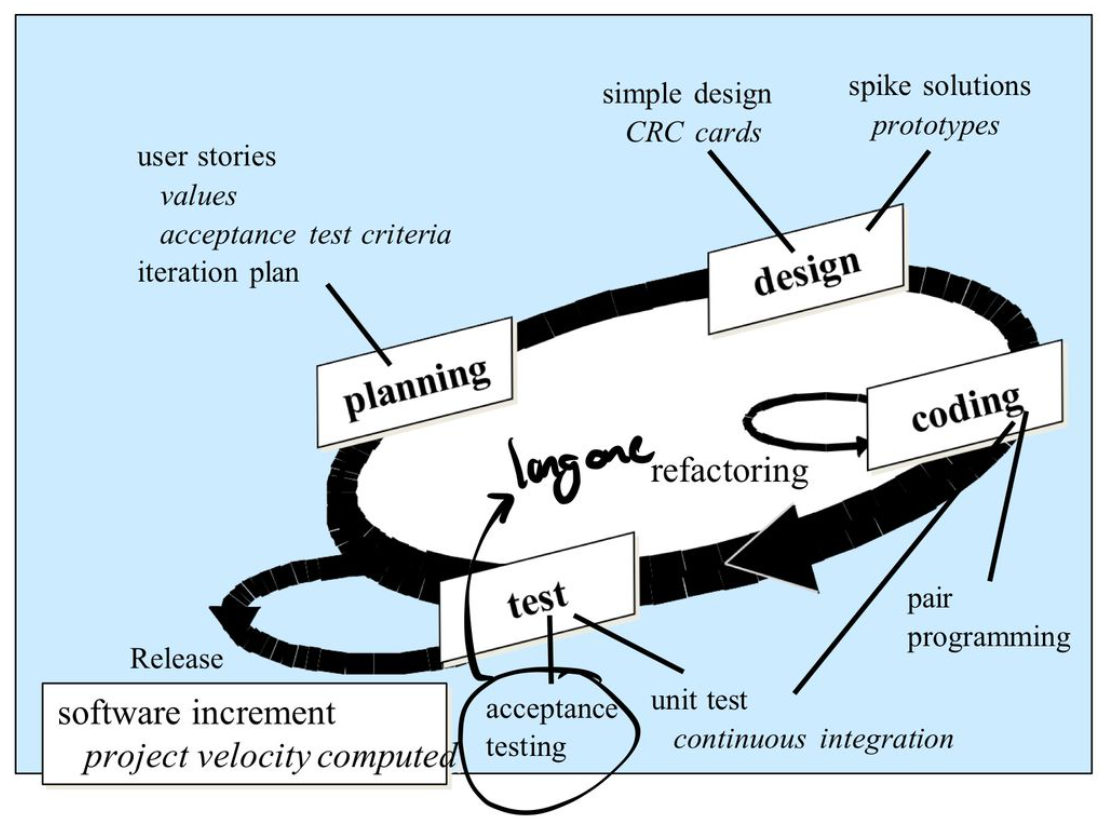 simple design
CRC cards
spike solutions
prototypes
user stories
values
acceptance test criteria
iteration plan
design
planning
coding
long one
refactoring
test
pair
programming
Release
software increment
project velocity computed
acceptance
testing
unit test
continuous integration